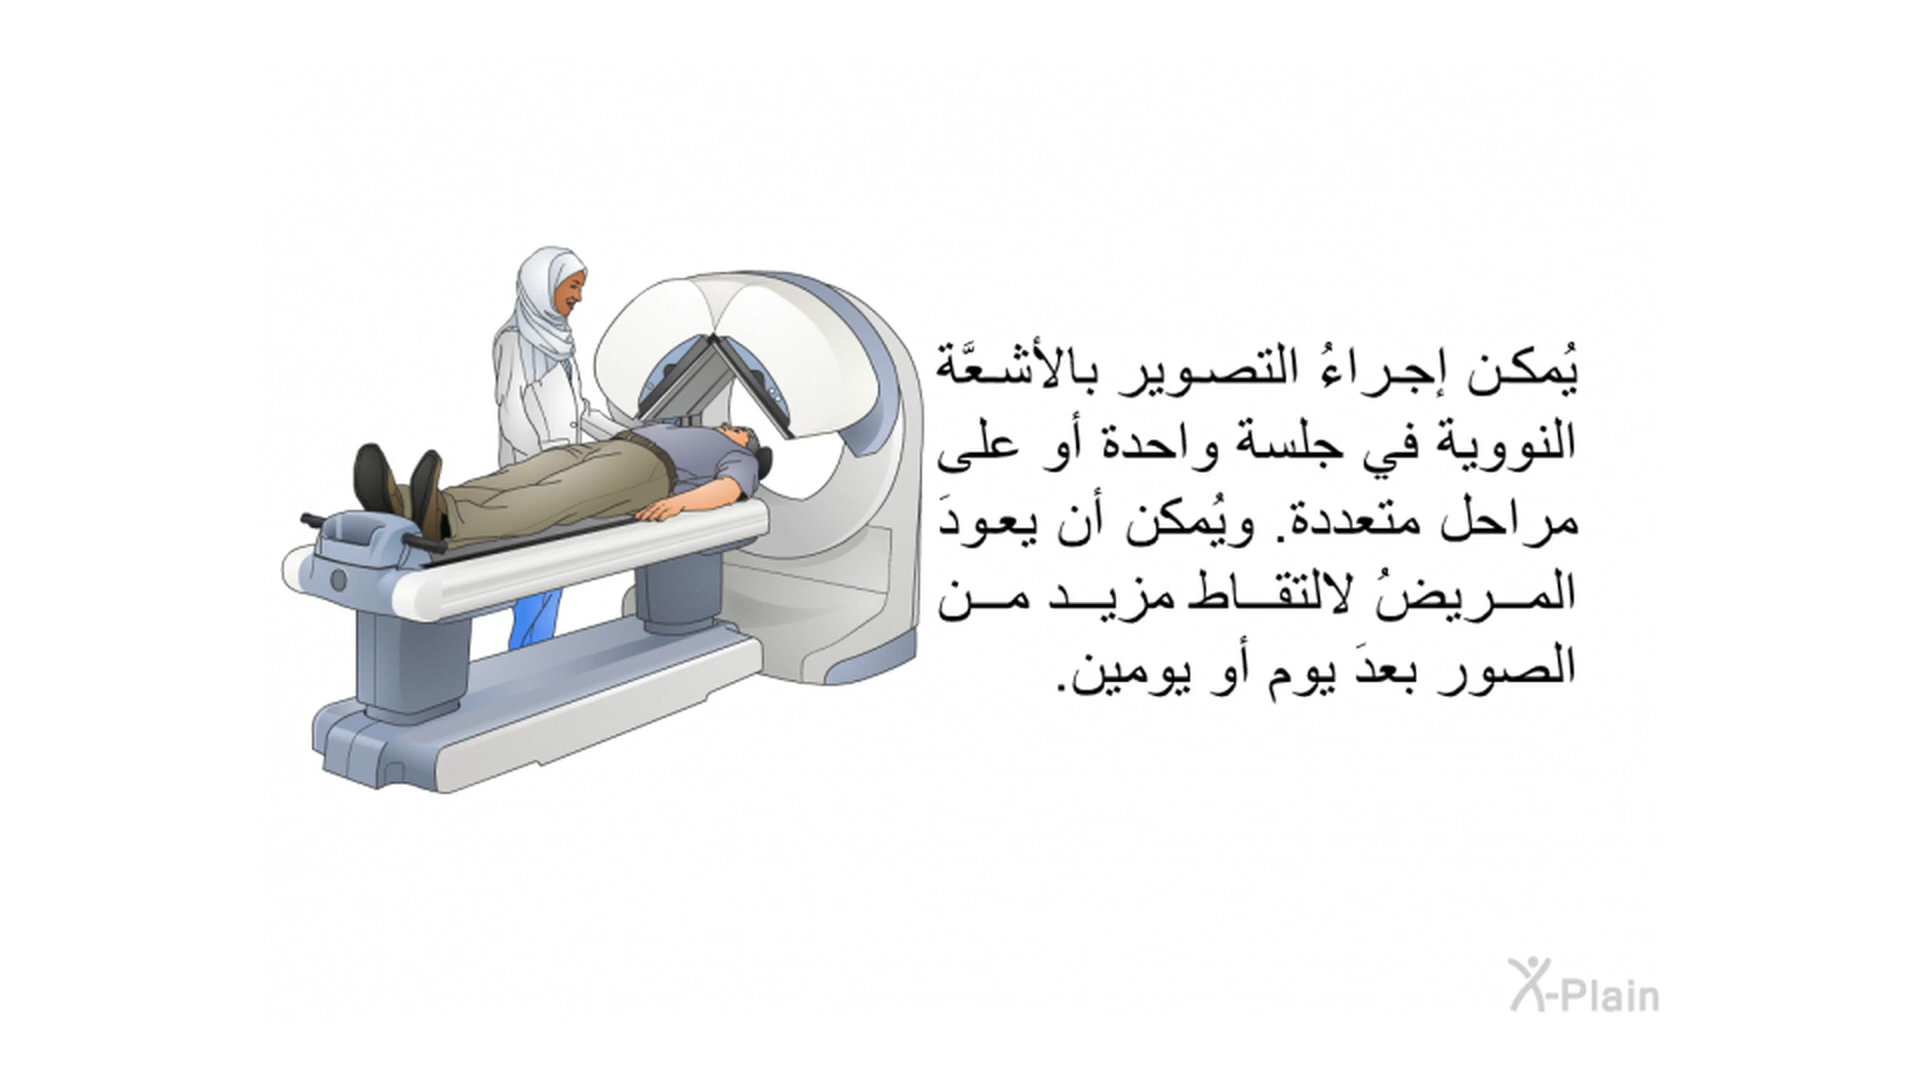 يُمكن إجراءُ التصوير بالأشعَّة
النووية في جلسة واحدة أو على
مراحل متعددة. ويُمكن أن يعودَ
المريضُ لالتقاط مزيد من
الصور بعدَ يوم أو يومين.
X-Plain